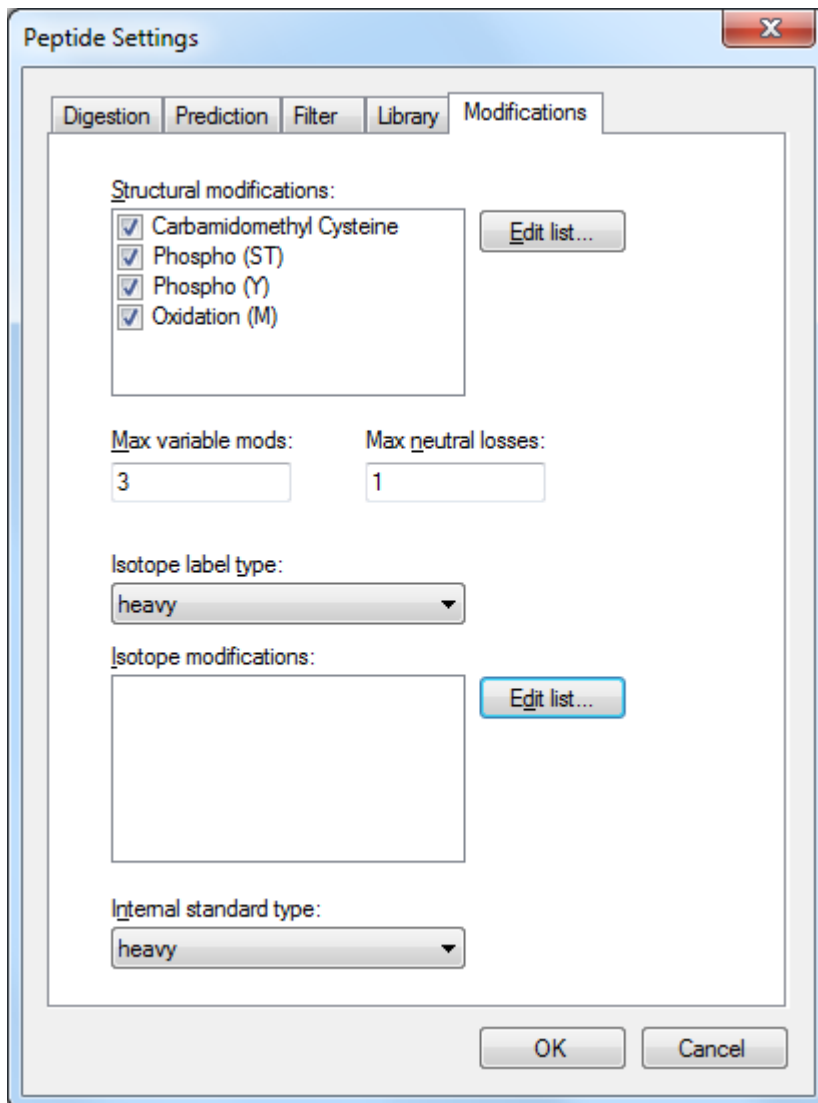 Peptide Settings
Digestion Prediction Filter Library Modifications
Structural modifications:
Carbamidomethyl Cysteine
Edit list...
Phospho (ST)
Phospho (Y)
Oxidation (M)
Max variable mods: Max neutral losses:
3 1
Isotope label type:
heavy
Isotope modifications:
Edit list...
Internal standard type:
heavy
OK Cancel